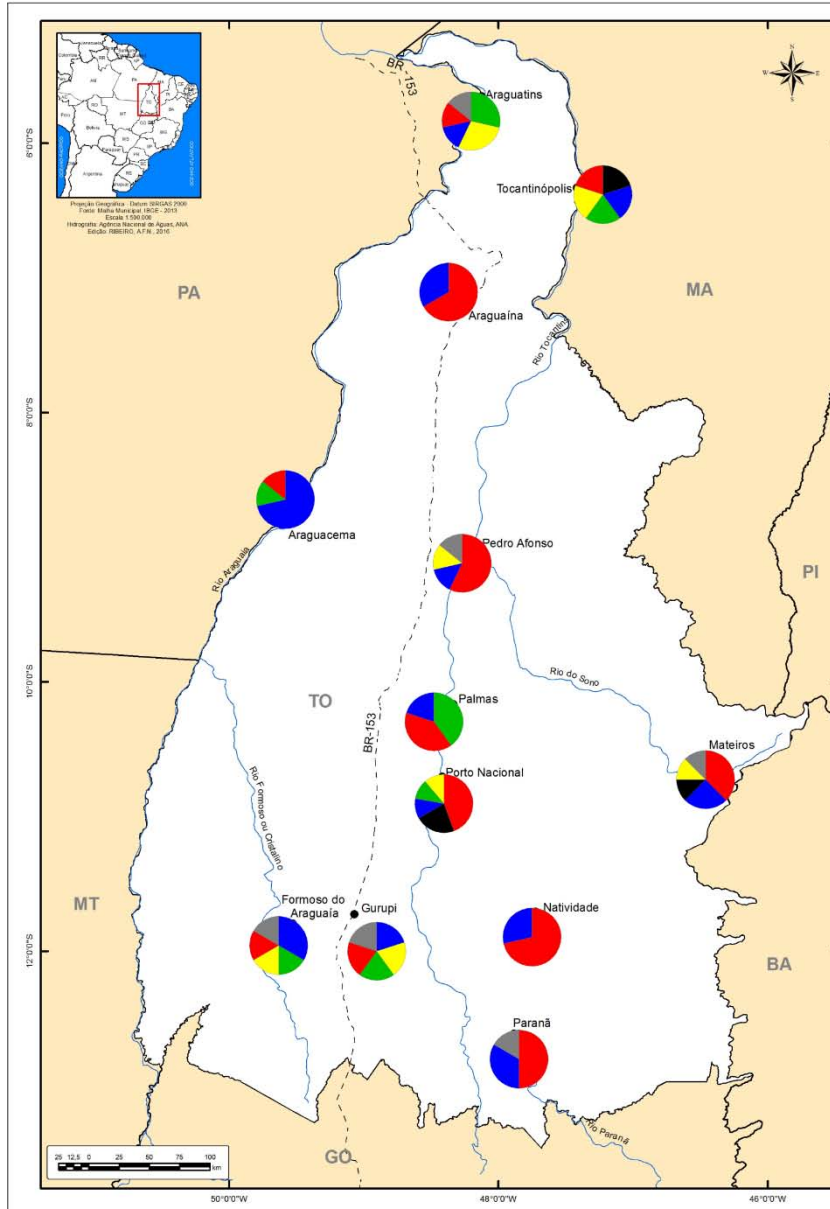 BR-153
Araguatins
Tocantinópolis
6°0'0"S
Projeção Geográfica - Datum SIRGAS 2000
Fonte: Malha Municipal, IBGE - 2013
Escala 1:500.000
Hidrografia: Agência Nacional de Águas, ANA.
Edição: RIBEIRO, A.F.N., 2016
PA
MA
Araguaína
Rio Tocantins
8°0'0"S
Araguacema
Rio Araguaia
Pedro Afonso
PI
Rio do Sono
10°0'0"S
TO
Palmas
BR-153
Mateiros
Porto Nacional
Rio Formoso ou Cristalino
MT
Formoso do
Araguaía
Gurupi
Natividade
12°0'0"S
BA
Paranã
Rio Paranã
25 12,5 0 25 50 75 100
km
GO
50°0'0"W
48°0'0"W
46°0'0"W